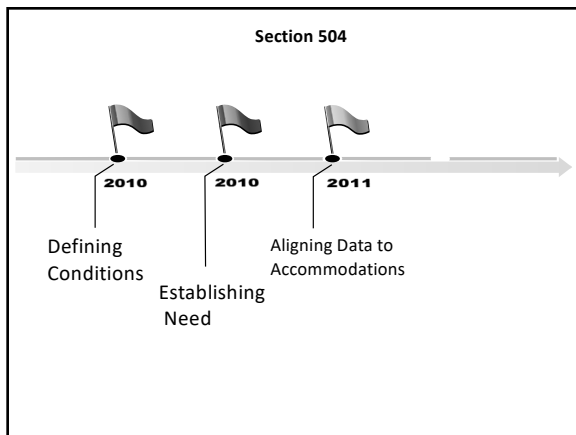 Section 504
2010
2010
2011
Defining
Conditions
Establishing
Need
Aligning Data to
Accommodations